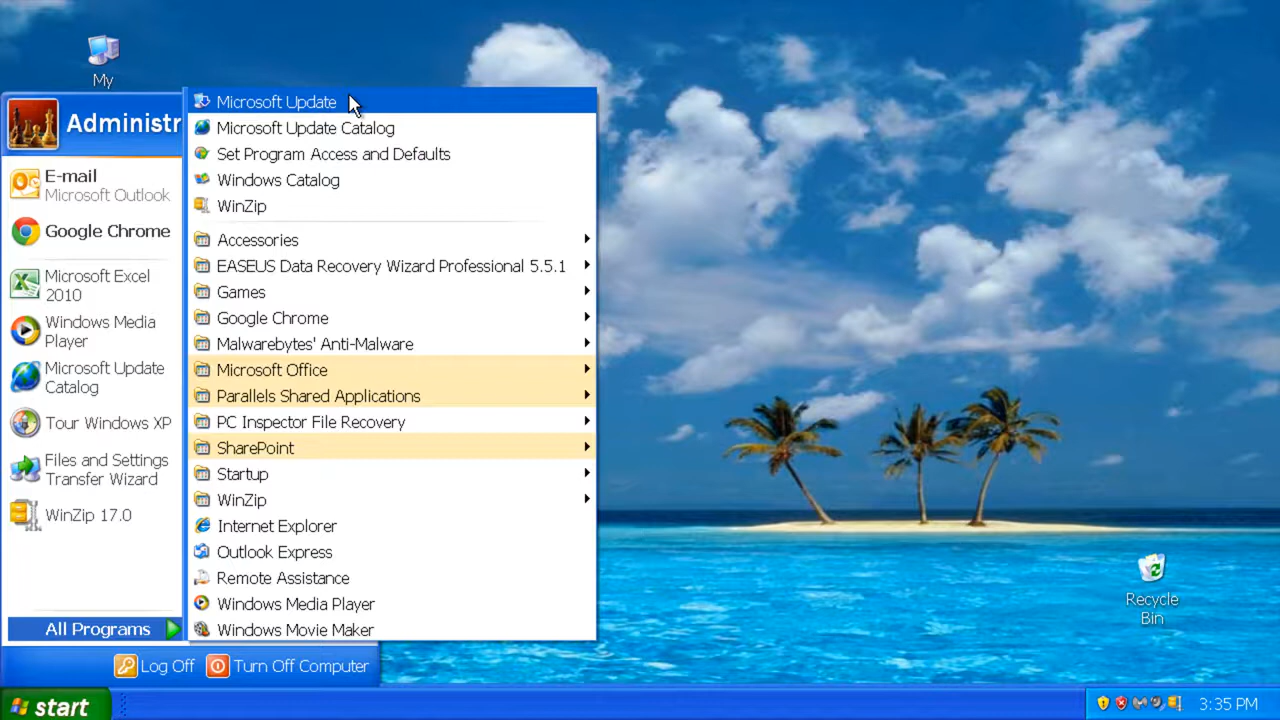 My
Administr
E-mail
Microsoft Outlook
Google Chrome
Microsoft Excel
2010
Windows Media
Player
Microsoft Update
Catalog
Tour Windows XP
Files and Settings
Transfer Wizard
WinZip 17.0
All Programs
Microsoft Update
Microsoft Update Catalog
Set Program Access and Defaults
Windows Catalog
WinZip
Accessories
EASEUS Data Recovery Wizard Professional 5.5.1
Games
Google Chrome
Malwarebytes' Anti-Malware
Microsoft Office
Parallels Shared Applications
PC Inspector File Recovery
SharePoint
Startup
WinZip
Internet Explorer
Outlook Express
Remote Assistance
Windows Media Player
Windows Movie Maker
Recycle
Bin
Log Off
Turn Off Computer
start
3:35 PM